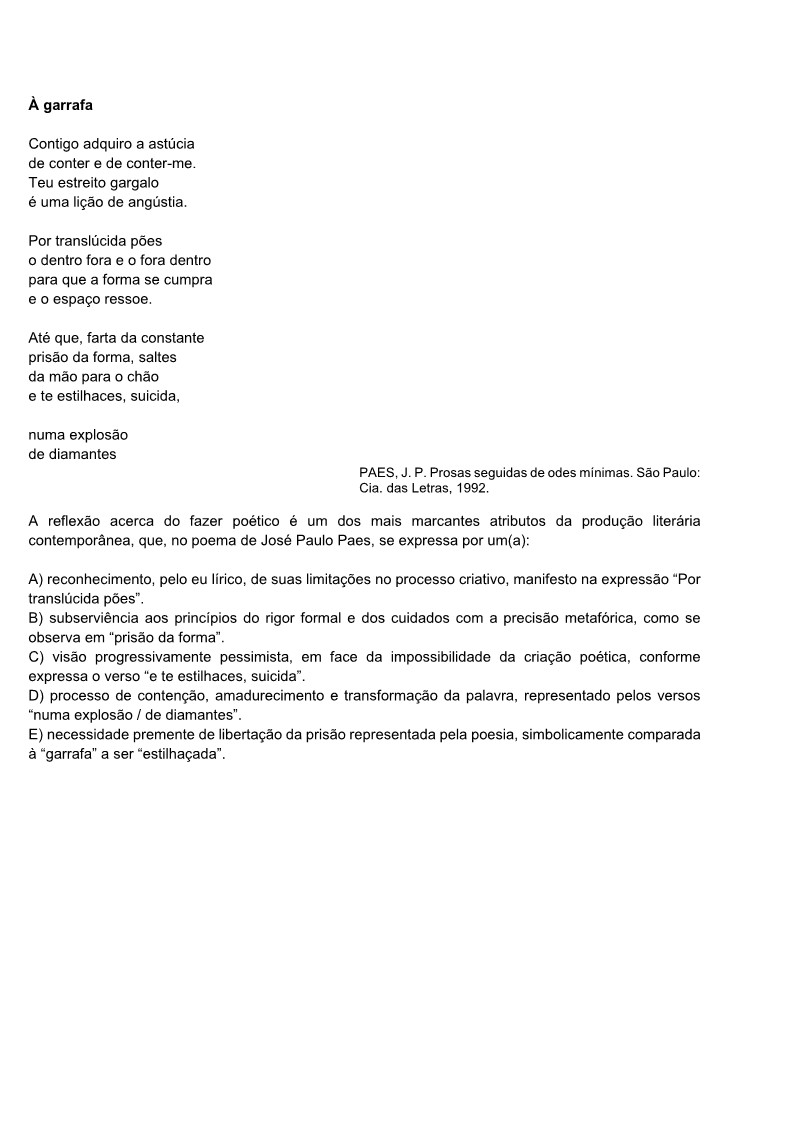 À garrafa
Contigo adquiro a astúcia
de conter e de conter-me.
Teu estreito gargalo
é uma lição de angústia.
Por translúcida pões
o dentro fora e o fora dentro
para que a forma se cumpra
e o espaço ressoe.
Até que, farta da constante
prisão da forma, saltes
da mão para o chão
e te estilhaces, suicida,
numa explosão
de diamantes
PAES, J. P. Prosas seguidas de odes mínimas. São Paulo:
Cia. das Letras, 1992.
A reflexão acerca do fazer poético é um dos mais marcantes atributos da produção literária
contemporânea, que, no poema de José Paulo Paes, se expressa por um(a):
A) reconhecimento, pelo eu lírico, de suas limitações no processo criativo, manifesto na expressão “Por
translúcida pões”.
B) subserviência aos princípios do rigor formal e dos cuidados com a precisão metafórica, como se
observa em “prisão da forma”.
C) visão progressivamente pessimista, em face da impossibilidade da criação poética, conforme
expressa o verso “e te estilhaces, suicida”.
D) processo de contenção, amadurecimento e transformação da palavra, representado pelos versos
“numa explosão / de diamantes”.
E) necessidade premente de libertação da prisão representada pela poesia, simbolicamente comparada
à “garrafa” a ser “estilhaçada”.